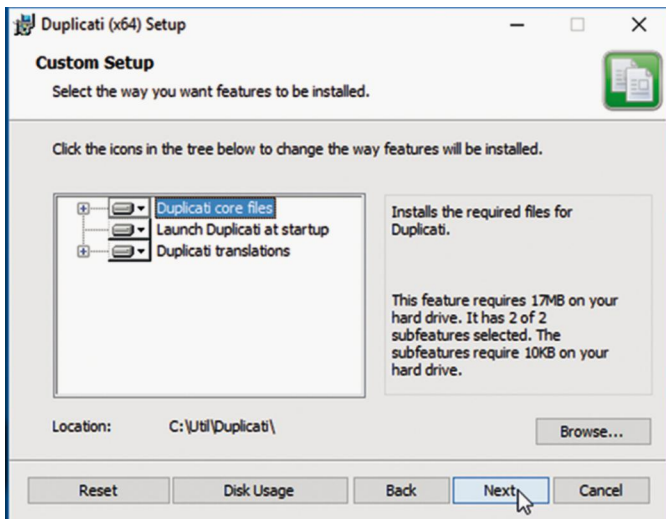 Duplicati (x64) Setup
Custom Setup
Select the way you want features to be installed.
Click the icons in the tree below to change the way features will be installed.
Duplicati core files
Launch Duplicati at startup
Duplicati translations
Installs the required files for
Duplicati.
This feature requires 17MB on your
hard drive. It has 2 of 2
subfeatures selected. The
subfeatures require 10KB on your
hard drive.
Location: C:\Util\Duplicati\
Browse...
Reset Disk Usage Back Next Cancel